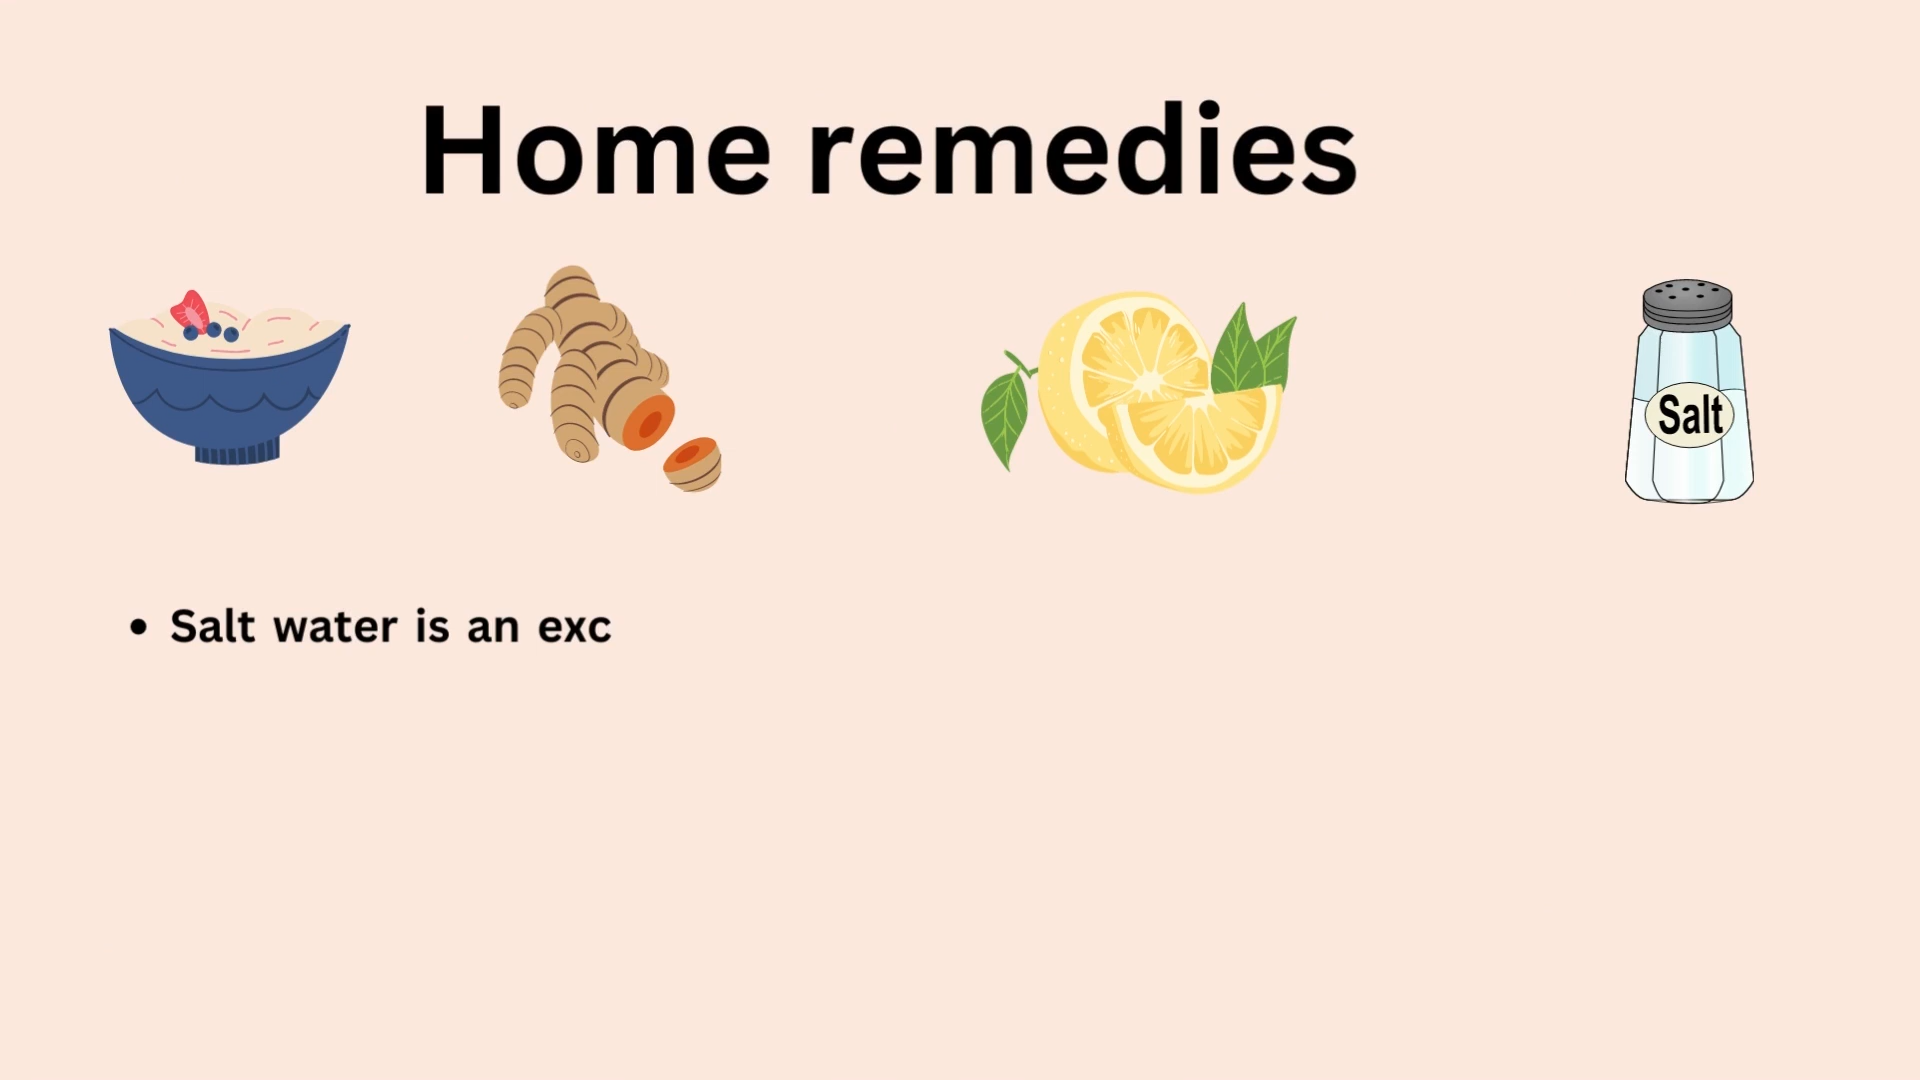 Home remedies
Salt
• Salt water is an exc